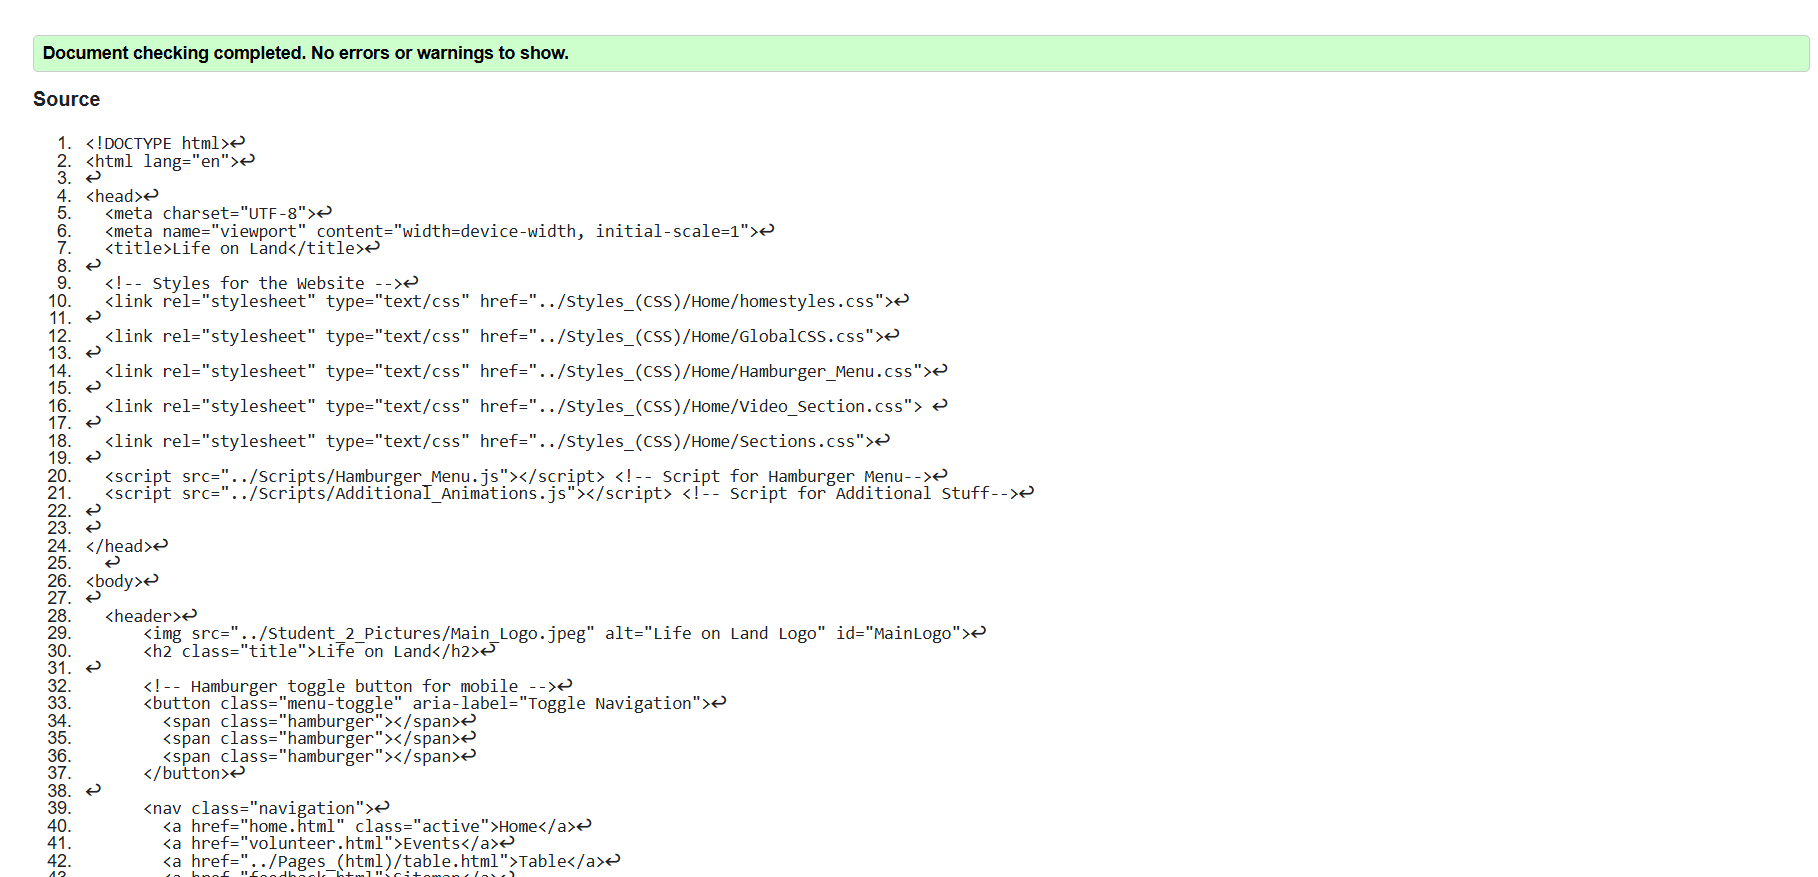 Document checking completed. No errors or warnings to show.
Source
1. <!DOCTYPE html>↩
2. <html lang="en">↩
3. ↩
4. <head>↩
5.   <meta charset="UTF-8">↩
6.   <meta name="viewport" content="width=device-width, initial-scale=1">↩
7.   <title>Life on Land</title>↩
8. ↩
9.   <!-- Styles for the Website -->↩
10.   <link rel="stylesheet" type="text/css" href="../Styles_(CSS)/Home/homestyles.css">↩
11. ↩
12.   <link rel="stylesheet" type="text/css" href="../Styles_(CSS)/Home/GlobalCSS.css">↩
13. ↩
14.   <link rel="stylesheet" type="text/css" href="../Styles_(CSS)/Home/Hamburger_Menu.css">↩
15. ↩
16.   <link rel="stylesheet" type="text/css" href="../Styles_(CSS)/Home/Video_Section.css"> ↩
17. ↩
18.   <link rel="stylesheet" type="text/css" href="../Styles_(CSS)/Home/Sections.css">↩
19. ↩
20.   <script src="../Scripts/Hamburger_Menu.js"></script> <!-- Script for Hamburger Menu-->↩
21.   <script src="../Scripts/Additional_Animations.js"></script> <!-- Script for Additional Stuff-->↩
22. ↩
23. ↩
24. </head>↩
25.   ↩
26. <body>↩
27. ↩
28.   <header>↩
29.       <img src="../Student_2_Pictures/Main_Logo.jpeg" alt="Life on Land Logo" id="MainLogo">↩
30.       <h2 class="title">Life on Land</h2>↩
31. ↩
32.       <!-- Hamburger toggle button for mobile -->↩
33.       <button class="menu-toggle" aria-label="Toggle Navigation">↩
34.         <span class="hamburger"></span>↩
35.         <span class="hamburger"></span>↩
36.         <span class="hamburger"></span>↩
37.       </button>↩
38. ↩
39.       <nav class="navigation">↩
40.         <a href="home.html" class="active">Home</a>↩
41.         <a href="volunteer.html">Events</a>↩
42.         <a href="../Pages_(html)/table.html">Table</a>↩
43.         <a href="feedback.html">Sitemap</a>↩